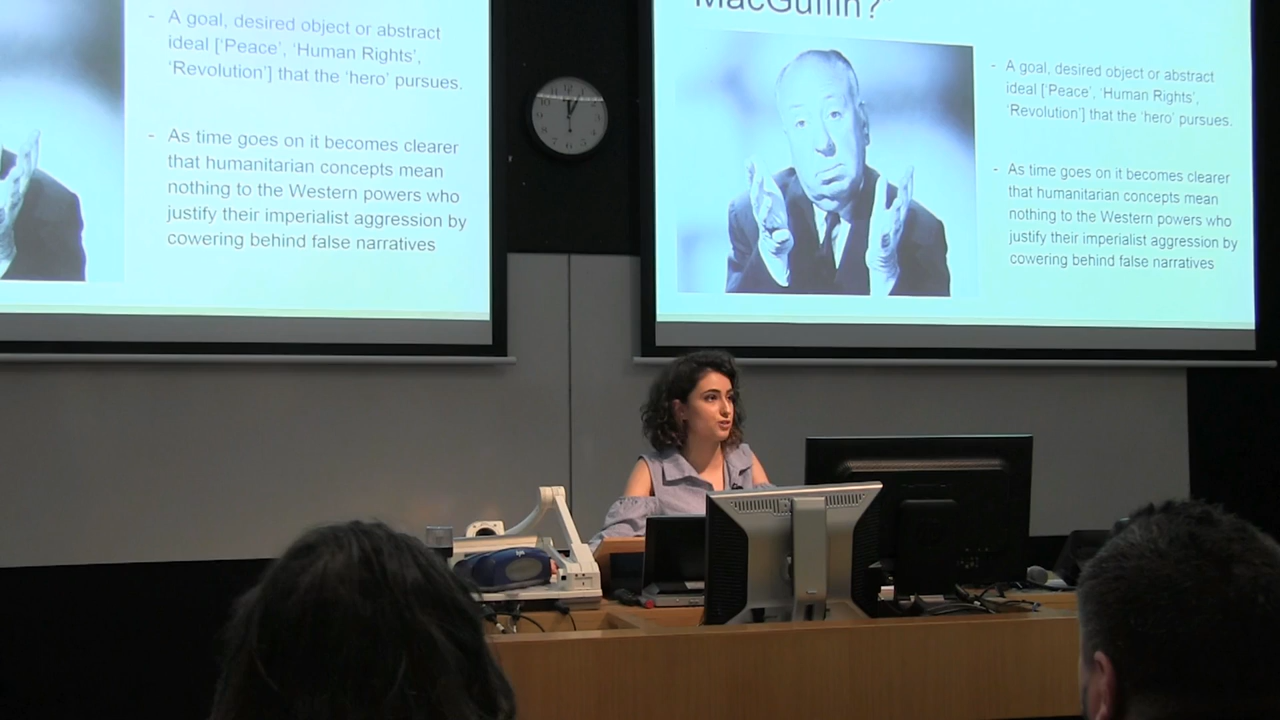 - A goal, desired object or abstract
ideal ['Peace', 'Human Rights',
'Revolution'] that the 'hero' pursues.
- As time goes on it becomes clearer
that humanitarian concepts mean
nothing to the Western powers who
justify their imperialist aggression by
cowering behind false narratives
MacGuffin?'
- A goal, desired object or abstract
ideal ['Peace', 'Human Rights',
'Revolution'] that the 'hero' pursues.
- As time goes on it becomes clearer
that humanitarian concepts mean
nothing to the Western powers who
justify their imperialist aggression by
cowering behind false narratives